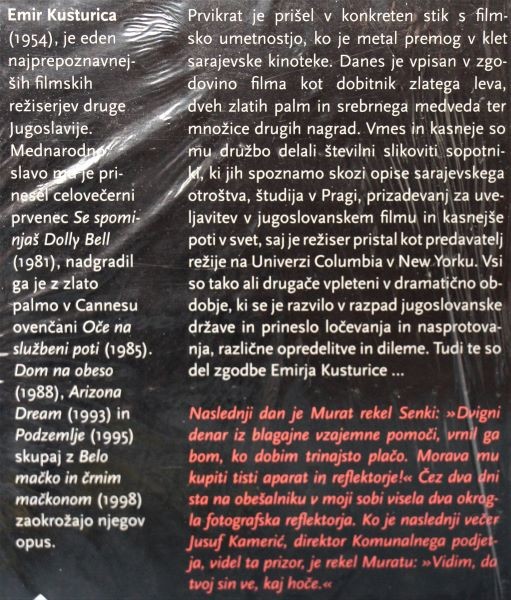 Emir Kusturica
(1954), je eden
najprepoznavnej-
ših filmskih
režiserjev druge
Jugoslavije.
Mednarodno
slavo mu je pri-
nesel celovečerni
prvenec Se spomi-
njaš Dolly Bell
(1981), nadgradil
ga je z zlato
palmo v Cannesu
ovenčani Oče na
službeni poti (1985).
Dom na obeso
(1988), Arizona
Dream (1993) in
Podzemlje (1995)
skupaj z Belo
mačko in črnim
mačkonom (1998)
zaokrožajo njegov
opus.
Prvikrat je prišel v konkreten stik s film-
sko umetnostjo, ko je metal premog v klet
sarajevske kinoteke. Danes je vpisan v zgo-
dovino filma kot dobitnik zlatega leva,
dveh zlatih palm in srebrnega medveda ter
množice drugih nagrad. Vmes in kasneje so
mu družbo delali številni slikoviti sopotni-
ki, ki jih spoznamo skozi opise sarajevskega
otroštva, študija v Pragi, prizadevanj za uve-
ljavitev v jugoslovanskem filmu in kasnejše
poti v svet, saj je režiser pristal kot predavatelj
režije na Univerzi Columbia v New Yorku. Vsi
so tako ali drugače vpleteni v dramatično ob-
dobje, ki se je razvilo v razpad jugoslovanske
države in prineslo ločevanja in nasprotova-
nja, različne opredelitve in dileme. Tudi te so
del zgodbe Emirja Kusturice ...
Naslednji dan je Murat rekel Senki: »Dvigni
denar iz blagajne vzajemne pomoči, vrnil ga
bom, ko dobim trinajsto plačo. Morava mu
kupiti tisti aparat in reflektorje!« Čez dva dni
sta na obešalniku v moji sobi visela dva okrog-
la fotografska reflektorja. Ko je naslednji večer
Jusuf Kamerić, direktor Komunalnega podjet-
ja, videl ta prizor, je rekel Muratu: »Vidim, da
tvoj sin ve, kaj hoče.«